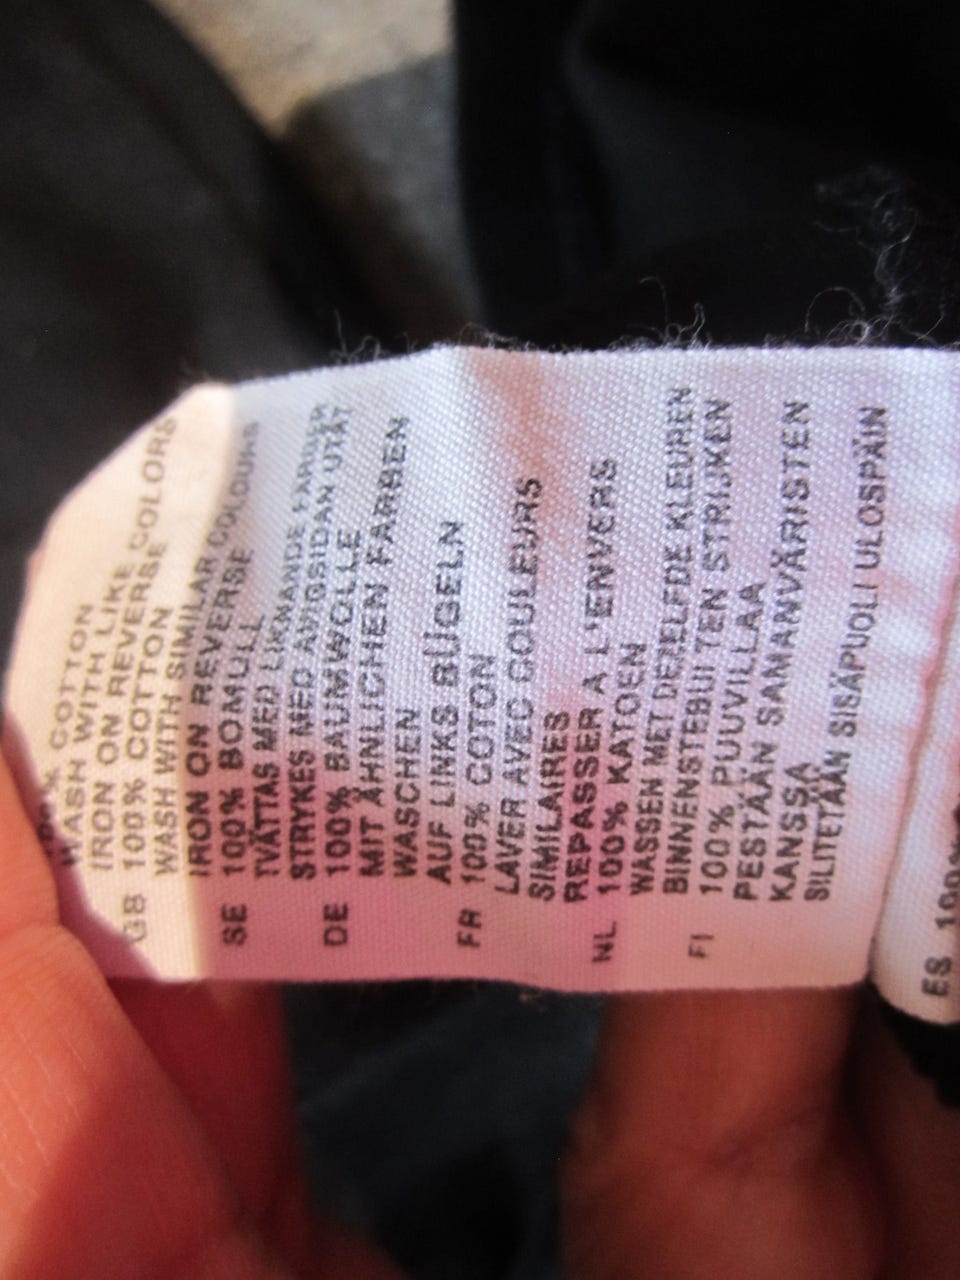 100% COTTON
WASH WITH LIKE COLORS
IRON ON REVERSE
GB 100% COTTON
WASH WITH SIMILAR COLOURS
IRON ON REVERSE
SE 100% BOMULL
TVÄTTAS MED LIKNANDE FÄRGER
STRYKES MED AVIGSIDAN UTÅT
DE 100% BAUMWOLLE
MIT ÄHNLICHEN FARBEN
WASCHEN
AUF LINKS BÜGELN
FR 100% COTON
LAVER AVEC COULEURS
SIMILAIRES
REPASSER A L'ENVERS
NL 100% KATOEN
WASSEN MET DEZELFDE KLEUREN
BINNENSTEBUITEN STRIJKEN
FI 100% PUUVILLAA
PESTÄÄN SAMANVÄRISTEN
KANSSA
SILITETÄÄN SISÄPUOLI ULOSPÄIN
ES